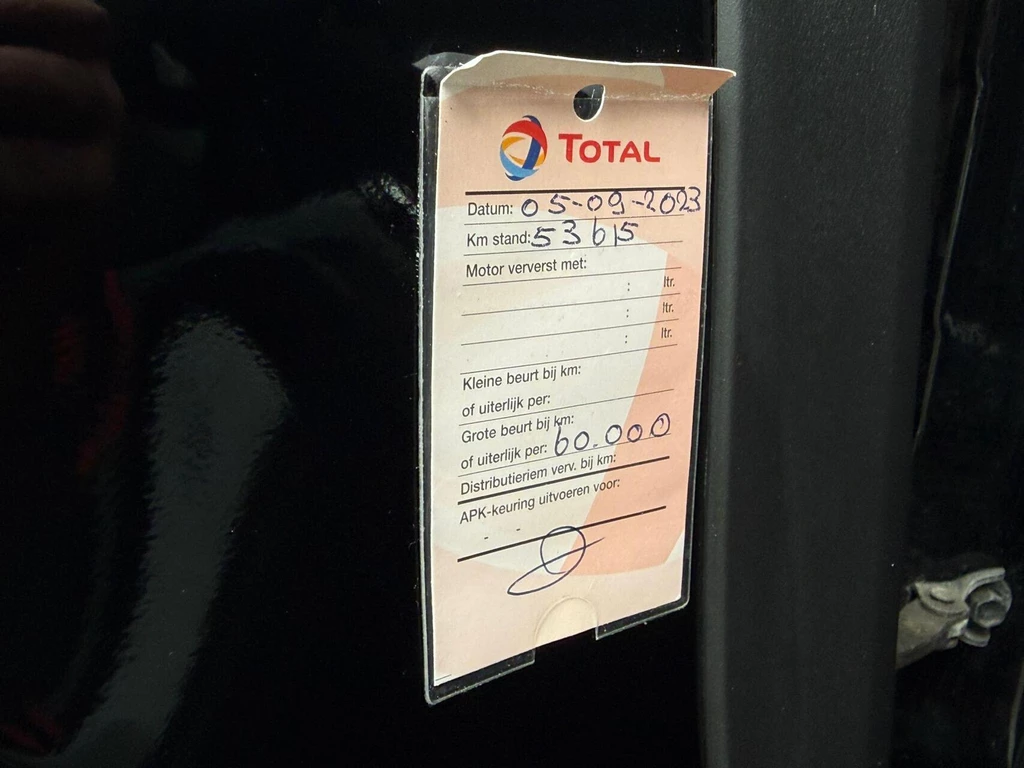 TOTAL
Datum: 05-09-2023
Km stand: 53615
Motor ververst met:
: ltr.
: ltr.
: ltr.
Kleine beurt bij km:
of uiterlijk per:
Grote beurt bij km:
of uiterlijk per: 60.000
Distributieriem verv. bij km:
APK-keuring uitvoeren voor:
- -